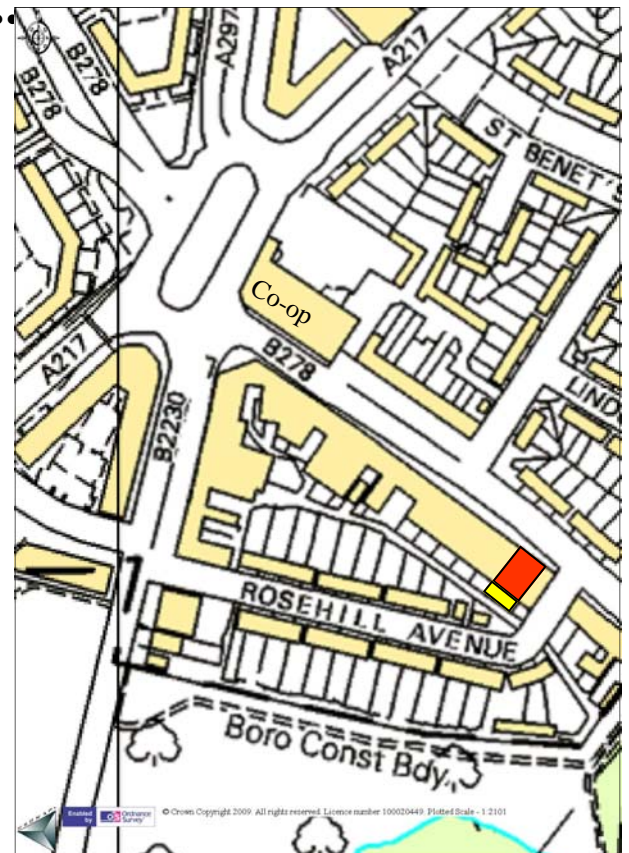 B278
B278
A297
A217
ST BENET'S
Co-op
B278
A217
B2230
LIND
ROSEHILL AVENUE
Boro Const Bdy
Enabled by Ordnance Survey
© Crown Copyright 2009. All rights reserved. Licence number 100020449. Plotted Scale - 1:2101